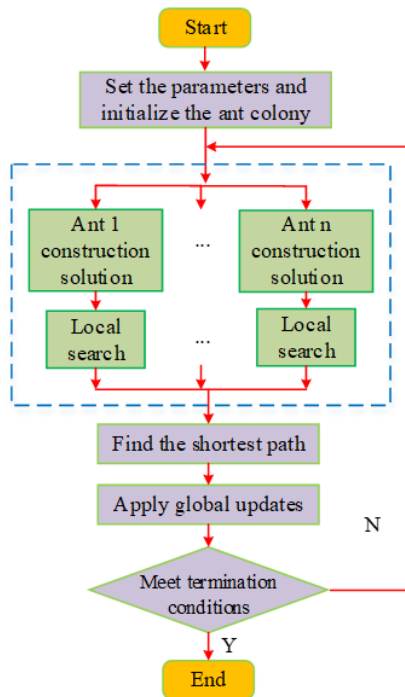 Start
Set the parameters and
initialize the ant colony
Ant 1
construction
solution
...
Ant n
construction
solution
Local
search
...
Local
search
Find the shortest path
Apply global updates
N
Meet termination
conditions
Y
End